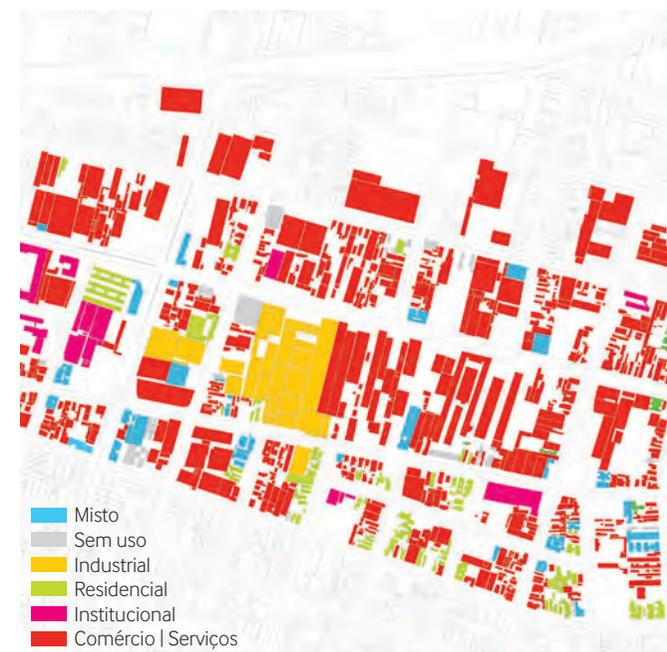 Misto
Sem uso
Industrial
Residencial
Institucional
Comércio | Serviços